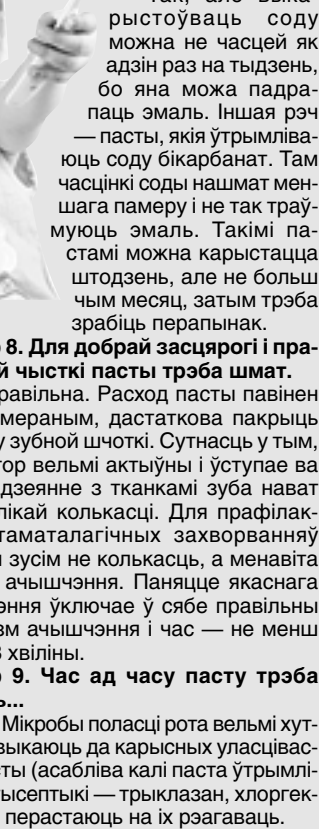 рыстоўваць соду
можна не часцей як
адзін раз на тыдзень,
бо яна можа падра-
паць эмаль. Іншая рэч
— пасты, якія ўтрымліва-
юць соду бікарбанат. Там
часцінкі соды нашмат мен-
шага памеру і не так траў-
муюць эмаль. Такімі па-
стамі можна карыстацца
штодзень, але не больш
чым месяц, затым трэба
зрабіць перапынак.
8. Для добрай засцярогі і пра-
й чысткі пасты трэба шмат.
равільна. Расход пасты павінен
мераным, дастаткова пакрыць
у зубной шчоткі. Сутнасць у тым,
тор вельмі актыўны і ўступае ва
дзеянне з тканкамі зуба нават
лікай колькасці. Для прафілак-
таматалагічных захворванняў
зусім не колькасць, а менавіта
ачышчэння. Паняцце якаснага
эння ўключае ў сябе правільны
зм ачышчэння і час — не менш
3 хвіліны.
9. Час ад часу пасту трэба
ь...
Мікробы поласці рота вельмі хут-
выкаюць да карысных уласцівас-
сты (асабліва калі паста ўтрымлі-
тысептыкі — трыклазан, хлоргек-
перастаюць на іх рэагаваць.